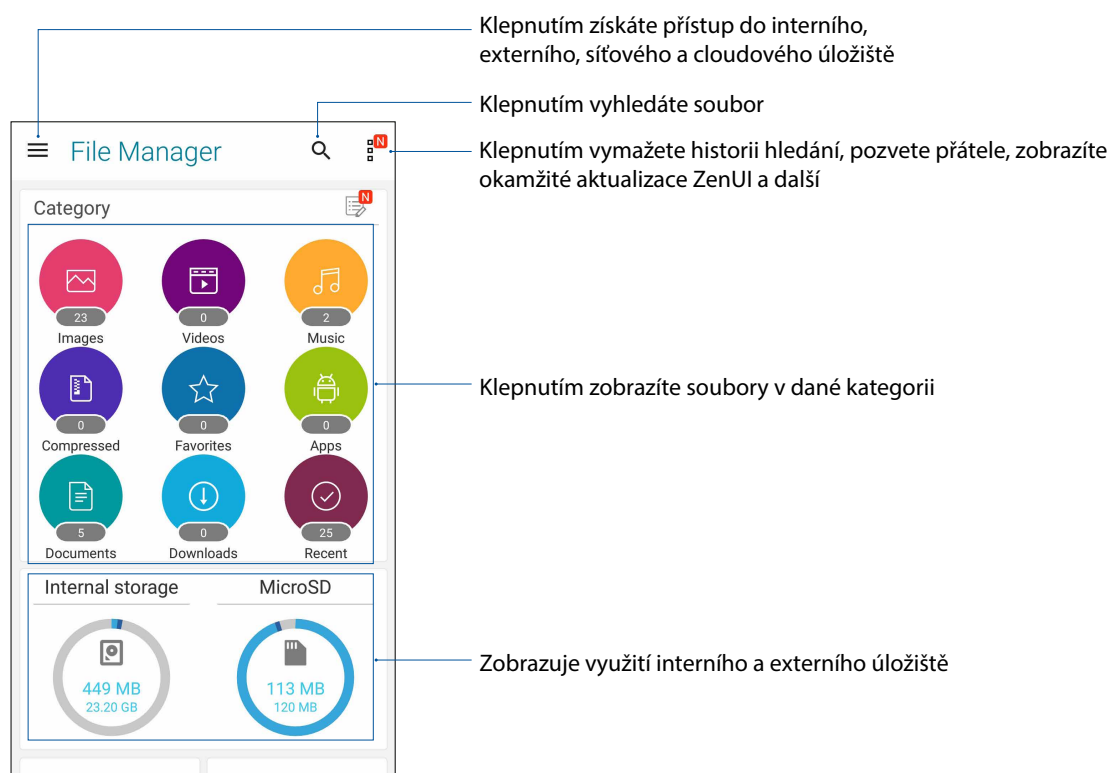 Klepnutím získáte přístup do interního,
externího, síťového a cloudového úložiště
Klepnutím vyhledáte soubor
File Manager
N
Klepnutím vymažete historii hledání, pozvete přátele, zobrazíte
okamžité aktualizace ZenUI a další
Category
N
23
0
2
Images
Videos
Music
Klepnutím zobrazíte soubory v dané kategorii
0
0
0
Compressed
Favorites
Apps
5
0
25
Documents
Downloads
Recent
Internal storage
MicroSD
Zobrazuje využití interního a externího úložiště
449 MB
23.20 GB
113 MB
120 MB